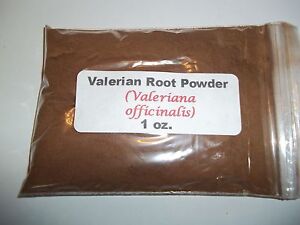 Valerian Root Powder
(Valeriana
officinalis)
1 oz.